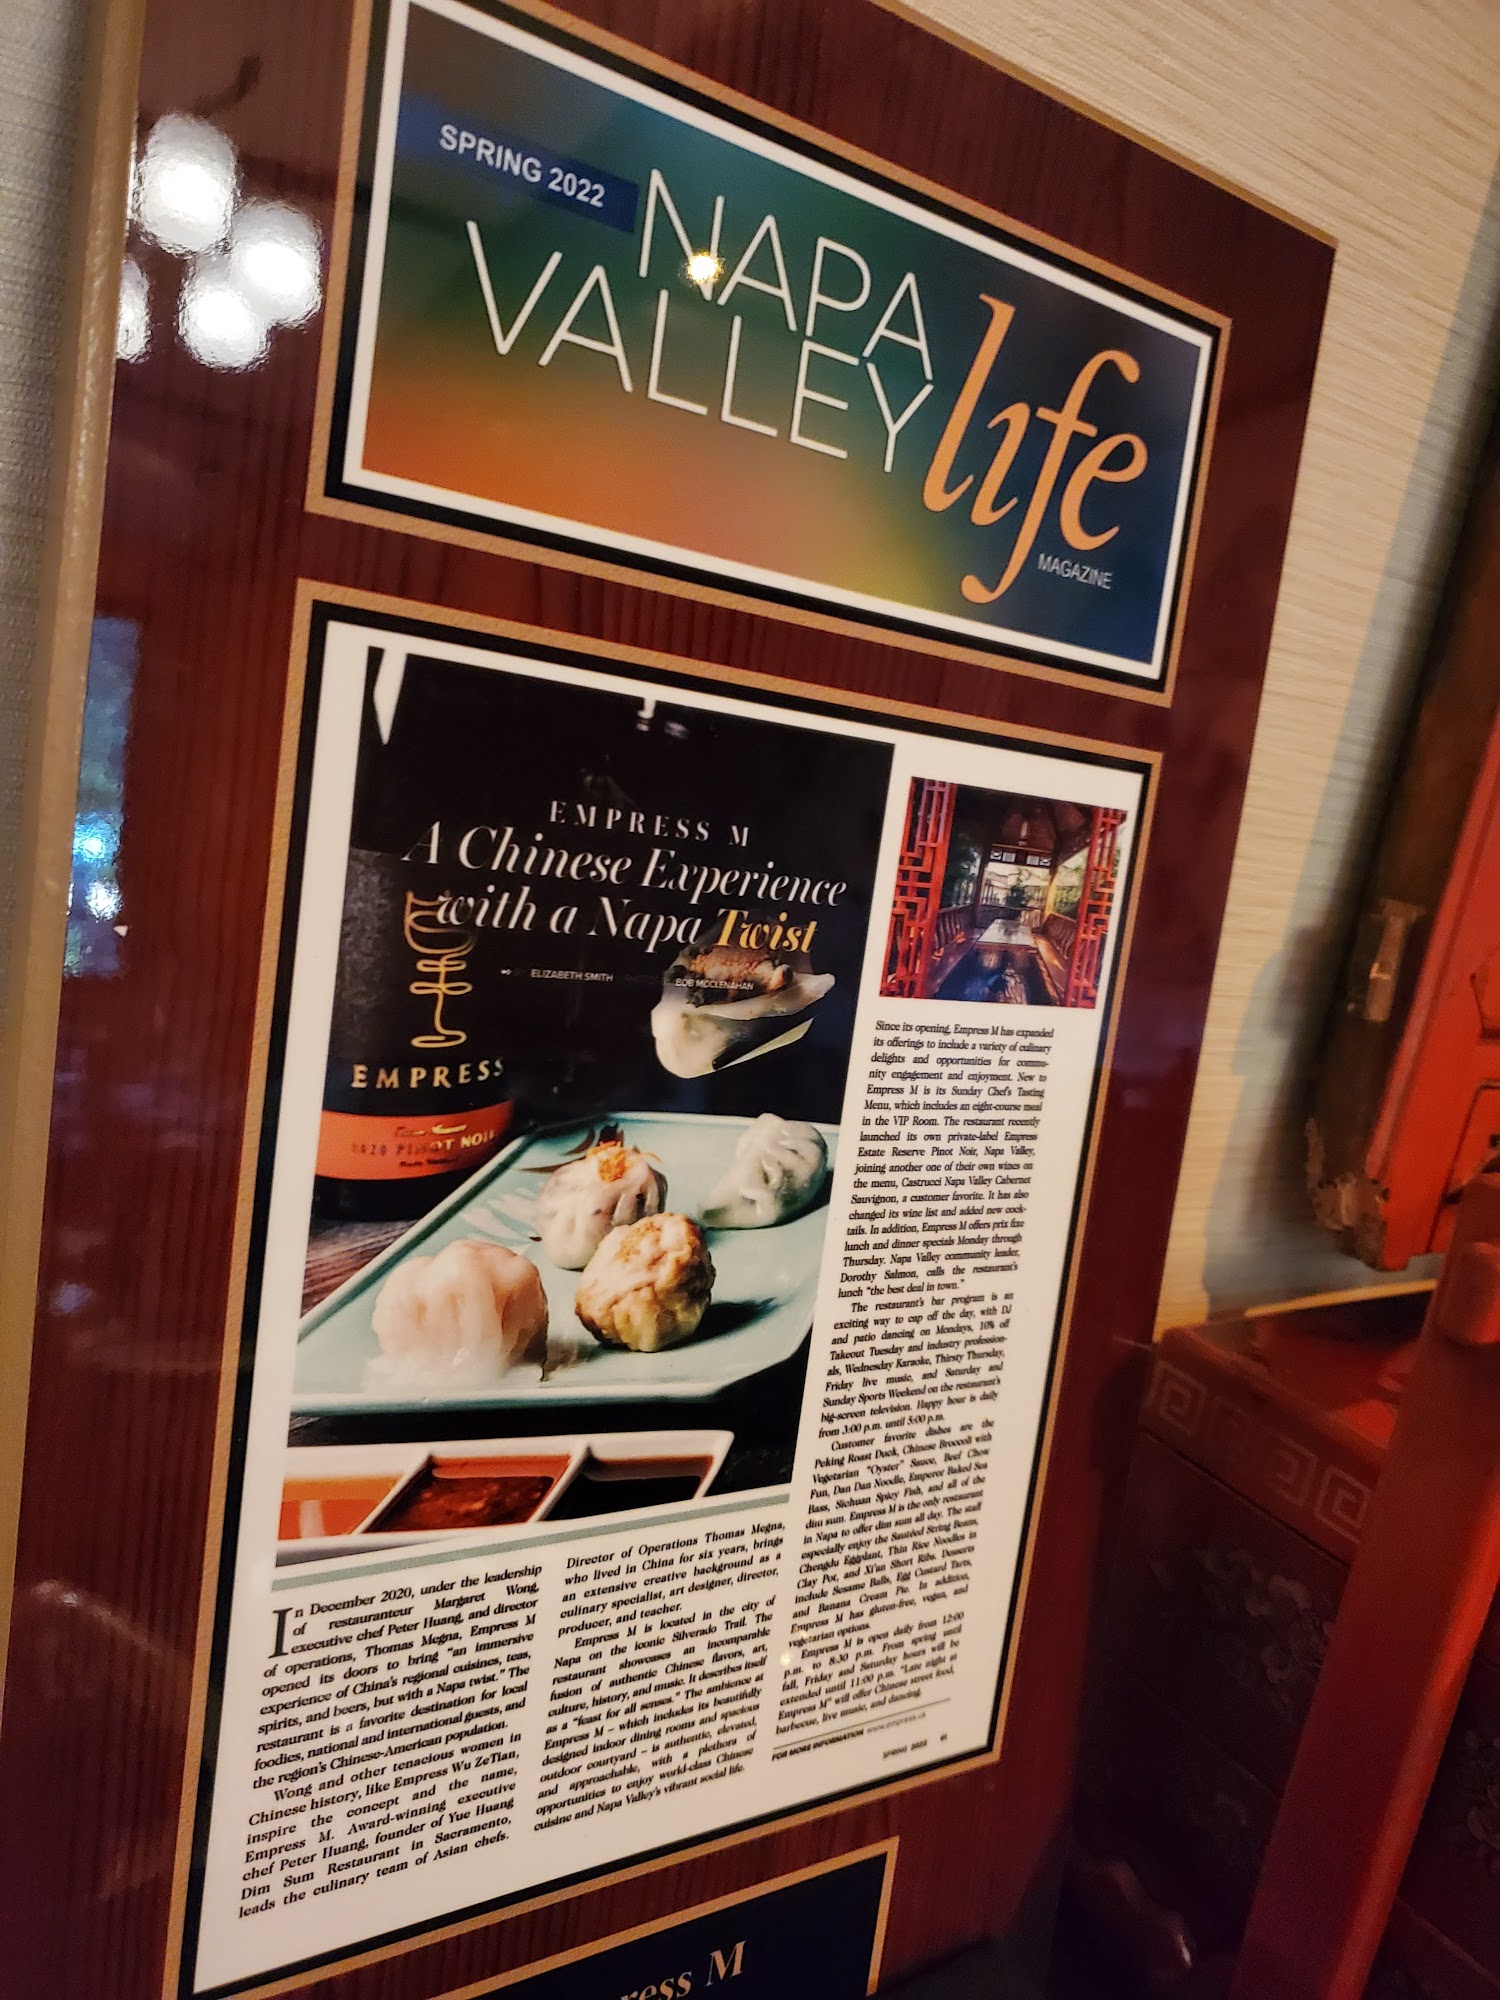 SPRING 2022
NAPA
VALLEY life
MAGAZINE
EMPRESS M
A Chinese Experience
with a Napa Twist
BY ELIZABETH SMITH PHOTOS BY BOB MCCLENAHAN
EMPRESS
2020 PINOT NOIR
In December 2020, under the leadership
of restauranteur Margaret Wong,
executive chef Peter Huang, and director
of operations, Thomas Megna, Empress M
opened its doors to bring "an immersive
experience of China's regional cuisines, teas,
spirits, and beers, but with a Napa twist." The
restaurant is a favorite destination for local
foodies, national and international guests, and
the region's Chinese-American population.
Wong and other tenacious women in
Chinese history, like Empress Wu ZeTian,
inspire the concept and the name,
Empress M. Award-winning executive
chef Peter Huang, founder of Yue Huang
Dim Sum Restaurant in Sacramento,
leads the culinary team of Asian chefs.
Director of Operations Thomas Megna,
who lived in China for six years, brings
an extensive creative background as a
culinary specialist, art designer, director,
producer, and teacher.
Empress M is located in the city of
Napa on the iconic Silverado Trail. The
restaurant showcases an incomparable
fusion of authentic Chinese flavors, art,
culture, history, and music. It describes itself
as a "feast for all senses." The ambience at
Empress M – which includes its beautifully
designed indoor dining rooms and spacious
outdoor courtyard – is authentic, elevated,
and approachable, with a plethora of
opportunities to enjoy world-class Chinese
cuisine and Napa Valley's vibrant social life.
Since its opening, Empress M has expanded
its offerings to include a variety of culinary
delights and opportunities for commu-
nity engagement and enjoyment. New to
Empress M is its Sunday Chef's Tasting
Menu, which includes an eight-course meal
in the VIP Room. The restaurant recently
launched its own private-label Empress
Estate Reserve Pinot Noir, Napa Valley,
joining another one of their own wines on
the menu, Castrucci Napa Valley Cabernet
Sauvignon, a customer favorite. It has also
changed its wine list and added new cock-
tails. In addition, Empress M offers prix fixe
lunch and dinner specials Monday through
Thursday. Napa Valley community leader,
Dorothy Salmon, calls the restaurant's
lunch "the best deal in town."
The restaurant's bar program is an
exciting way to cap off the day, with DJ
and patio dancing on Mondays, 10% off
Takeout Tuesday and industry profession-
als, Wednesday Karaoke, Thirsty Thursday,
Friday live music, and Saturday and
Sunday Sports Weekend on the restaurant's
big-screen television. Happy hour is daily
from 3:00 p.m. until 5:00 p.m.
Customer favorite dishes are the
Peking Roast Duck, Chinese Broccoli with
Vegetarian "Oyster" Sauce, Beef Chow
Fun, Dan Dan Noodle, Emperor Baked Sea
Bass, Sichuan Spicy Fish, and all of the
dim sum. Empress M is the only restaurant
in Napa to offer dim sum all day. The staff
especially enjoy the Sautéed String Beans,
Chengdu Eggplant, Thin Rice Noodles in
Clay Pot, and Xi'an Short Ribs. Desserts
include Sesame Balls, Egg Custard Tarts,
and Banana Cream Pie. In addition,
Empress M has gluten-free, vegan, and
vegetarian options.
Empress M is open daily from 12:00
p.m. to 8:30 p.m. From spring until
fall, Friday and Saturday hours will be
extended until 11:00 p.m. "Late night at
Empress M" will offer Chinese street food,
barbecue, live music, and dancing.
FOR MORE INFORMATION www.empress.us
SPRING 2022
ress M